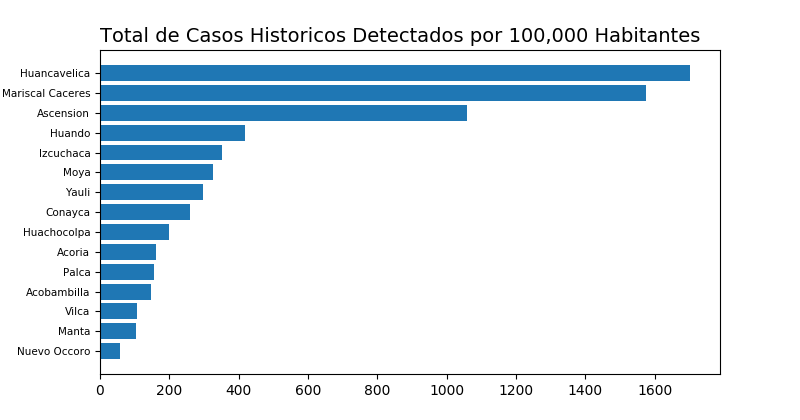 Total de Casos Historicos Detectados por 100,000 Habitantes
Huancavelica
Mariscal Caceres
Ascension
Huando
Izcuchaca
Moya
Yauli
Conayca
Huachocolpa
Acoria
Palca
Acobambilla
Vilca
Manta
Nuevo Occoro
0 200 400 600 800 1000 1200 1400 1600